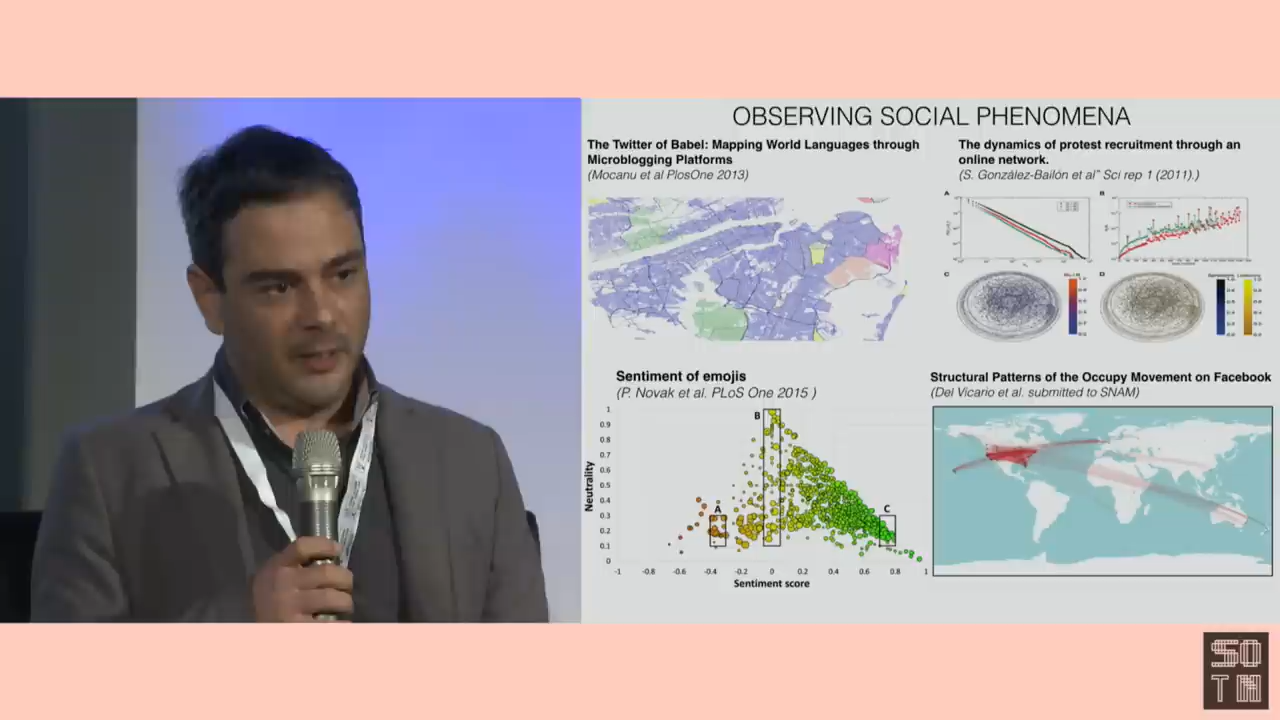 OBSERVING SOCIAL PHENOMENA
The Twitter of Babel: Mapping World Languages through
Microblogging Platforms
(Mocanu et al PlosOne 2013)
The dynamics of protest recruitment through an
online network.
(S. González-Bailón et al" Sci rep 1 (2011).)
A
B
C
D
Sentiment of emojis
(P. Novak et al. PLoS One 2015 )
1
0.9
0.8
0.7
0.6
0.5
0.4
0.3
0.2
0.1
0
Neutrality
B
A
C
-1 -0.8 -0.6 -0.4 -0.2 0 0.2 0.4 0.6 0.8 1
Sentiment score
Structural Patterns of the Occupy Movement on Facebook
(Del Vicario et al. submitted to SNAM)
SO
TN